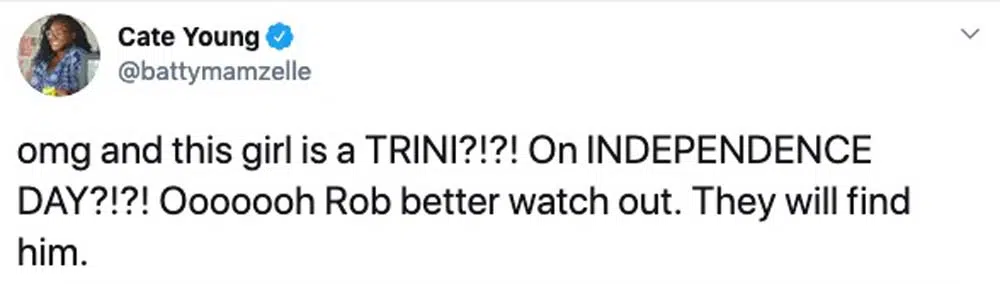 Cate Young
@battymamzelle
omg and this girl is a TRINI?!?! On INDEPENDENCE
DAY?!?! Ooooooh Rob better watch out. They will find
him.